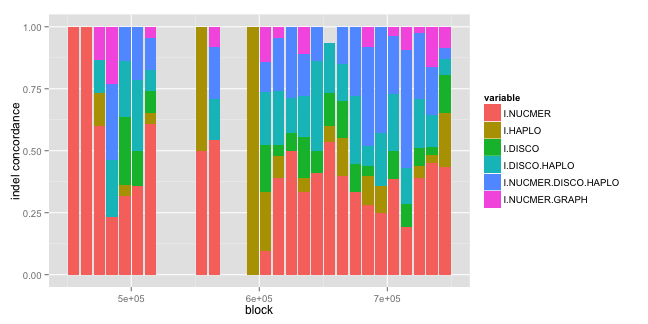 1.00
0.75
0.50
0.25
0.00
indel concordance
5e+05
6e+05
7e+05
block
variable
I.NUCMER
I.HAPLO
I.DISCO
I.DISCO.HAPLO
I.NUCMER.DISCO.HAPLO
I.NUCMER.GRAPH